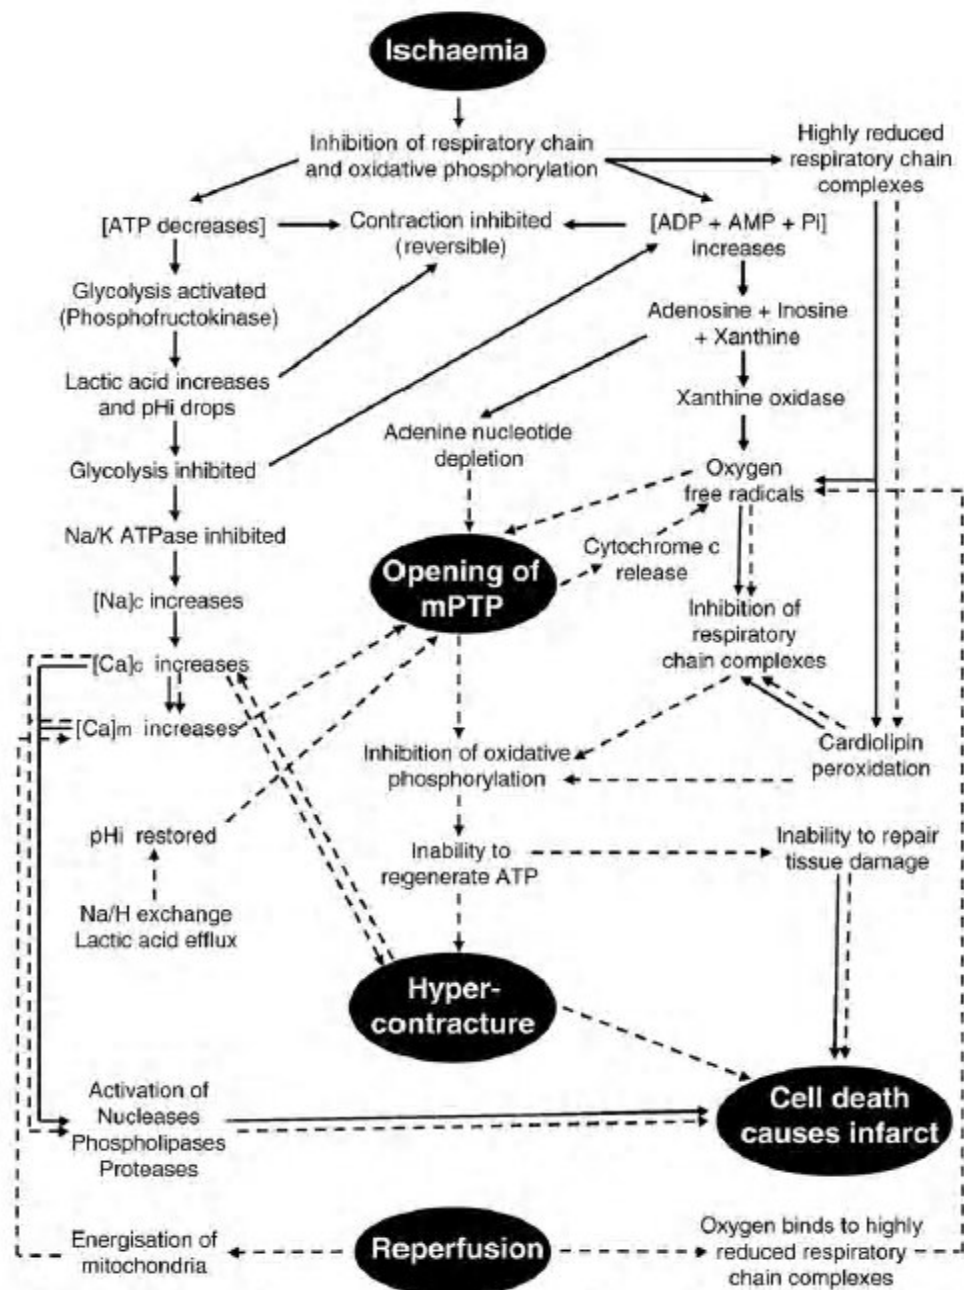 Ischaemia
Inhibition of respiratory chain
and oxidative phosphorylation
Highly reduced
respiratory chain
complexes
[ATP decreases]
Contraction inhibited
(reversible)
[ADP + AMP + Pi]
increases
Glycolysis activated
(Phosphofructokinase)
Adenosine + Inosine
+ Xanthine
Lactic acid increases
and pHi drops
Xanthine oxidase
Adenine nucleotide
depletion
Glycolysis inhibited
Oxygen
free radicals
Na/K ATPase inhibited
Opening of
mPTP
Cytochrome c
release
[Na]c increases
Inhibition of
respiratory
chain complexes
[Ca]c increases
[Ca]m increases
Inhibition of oxidative
phosphorylation
Cardiolipin
peroxidation
pHi restored
Inability to
regenerate ATP
Inability to repair
tissue damage
Na/H exchange
Lactic acid efflux
Hyper-
contracture
Activation of
Nucleases
Phospholipases
Proteases
Cell death
causes infarct
Energisation of
mitochondria
Reperfusion
Oxygen binds to highly
reduced respiratory
chain complexes